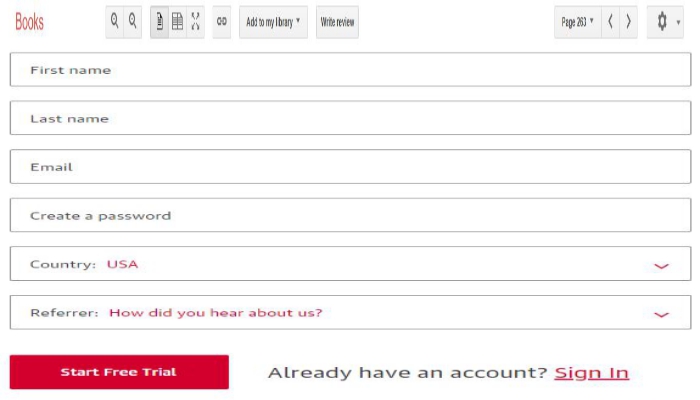 Books Add to my library Write review Page 263
First name
Last name
Email
Create a password
Country: USA
Referrer: How did you hear about us?
Start Free Trial Already have an account? Sign In